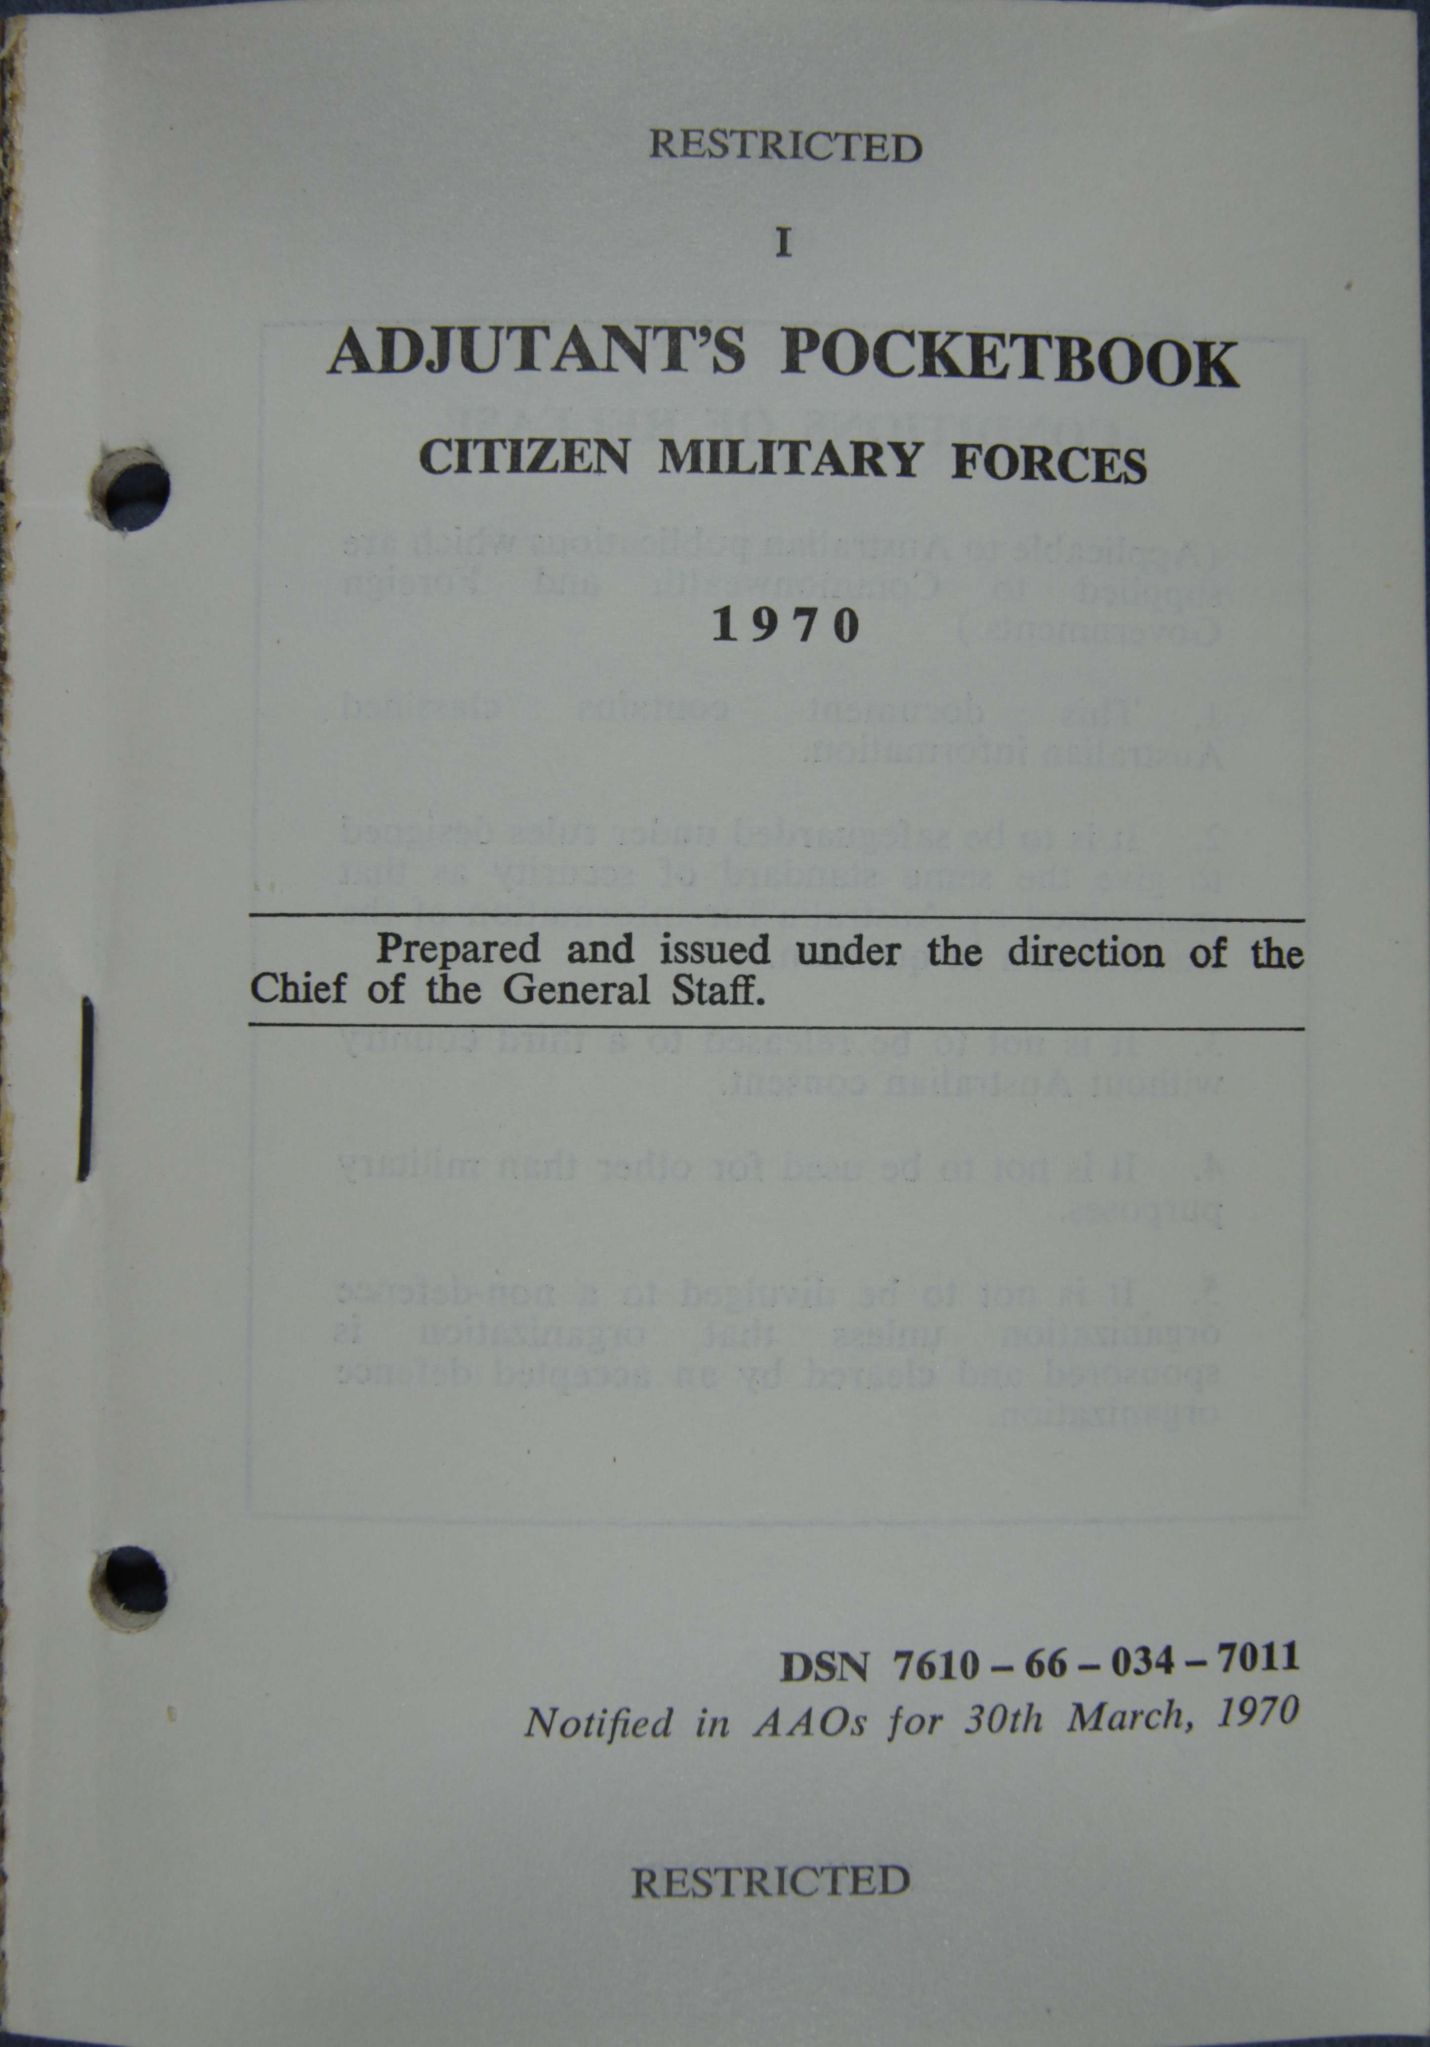 RESTRICTED
I
ADJUTANT'S POCKETBOOK
CITIZEN MILITARY FORCES
1970
Prepared and issued under the direction of the
Chief of the General Staff.
DSN 7610 – 66 – 034 – 7011
Notified in AAOs for 30th March, 1970
RESTRICTED